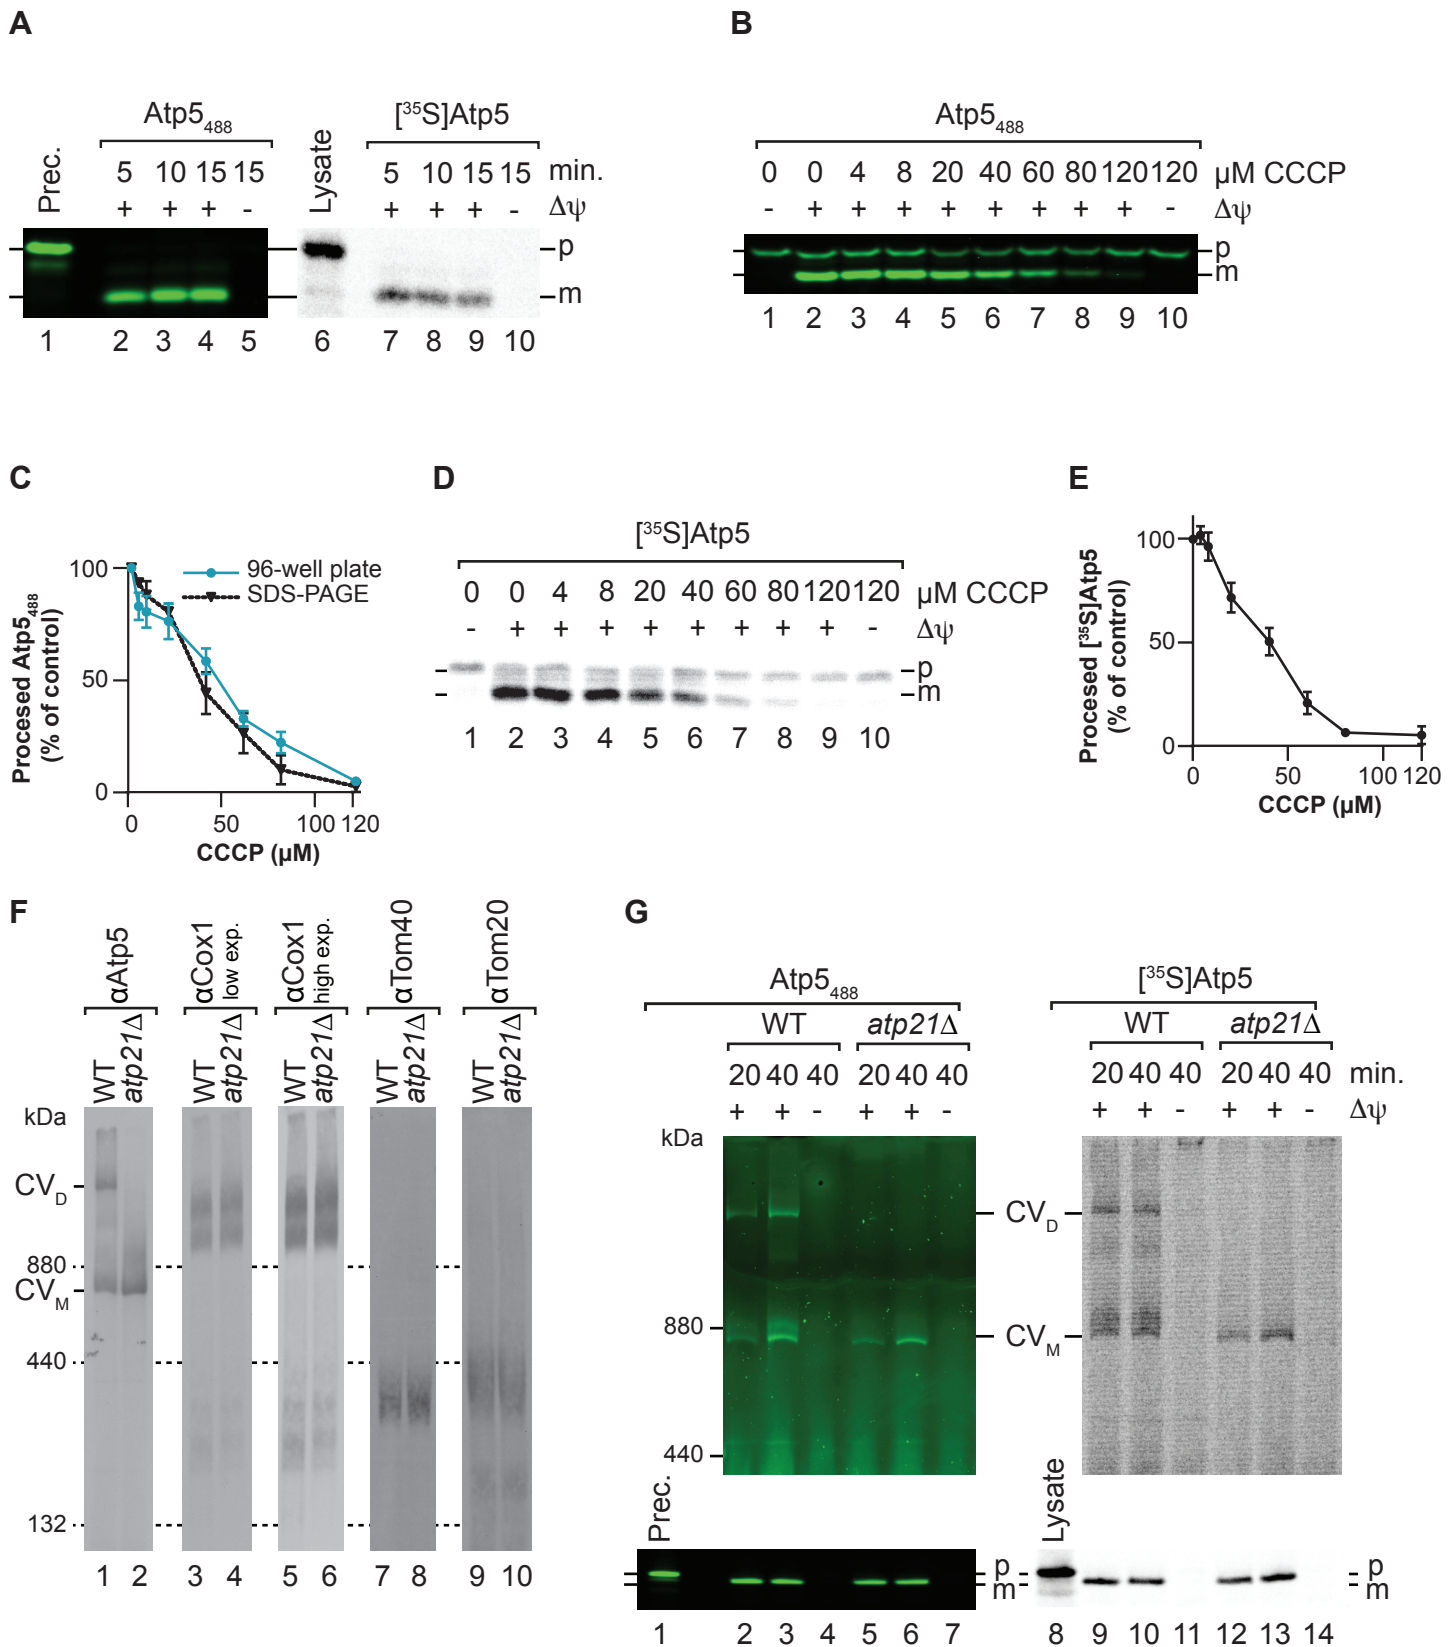 A
Atp5488
[35S]Atp5
Prec.
5 10 15 15
Lysate
5 10 15 15 min.
+ + + -
+ + + - Δψ
p
m
1 2 3 4 5 6 7 8 9 10
B
Atp5488
0 0 4 8 20 40 60 80 120 120 µM CCCP
- + + + + + + + + - Δψ
p
m
1 2 3 4 5 6 7 8 9 10
C
Procesed Atp5488
(% of control)
100
50
0
96-well plate
SDS-PAGE
0 50 100 120
CCCP (µM)
D
[35S]Atp5
0 0 4 8 20 40 60 80 120 120 µM CCCP
- + + + + + + + + - Δψ
p
m
1 2 3 4 5 6 7 8 9 10
E
Procesed [35S]Atp5
(% of control)
100
50
0
0 50 100 120
CCCP (µM)
F
αAtp5
αCox1
low exp.
αCox1
high exp.
αTom40
αTom20
WT atp21Δ WT atp21Δ WT atp21Δ WT atp21Δ WT atp21Δ
kDa
CVD
880
CVM
440
132
1 2 3 4 5 6 7 8 9 10
G
Atp5488
[35S]Atp5
WT atp21Δ
WT atp21Δ
20 40 40 20 40 40
20 40 40 20 40 40 min.
+ + - + + -
+ + - + + - Δψ
kDa
CVD
880
CVM
440
Prec.
Lysate
p
m
p
m
1 2 3 4 5 6 7 8 9 10 11 12 13 14